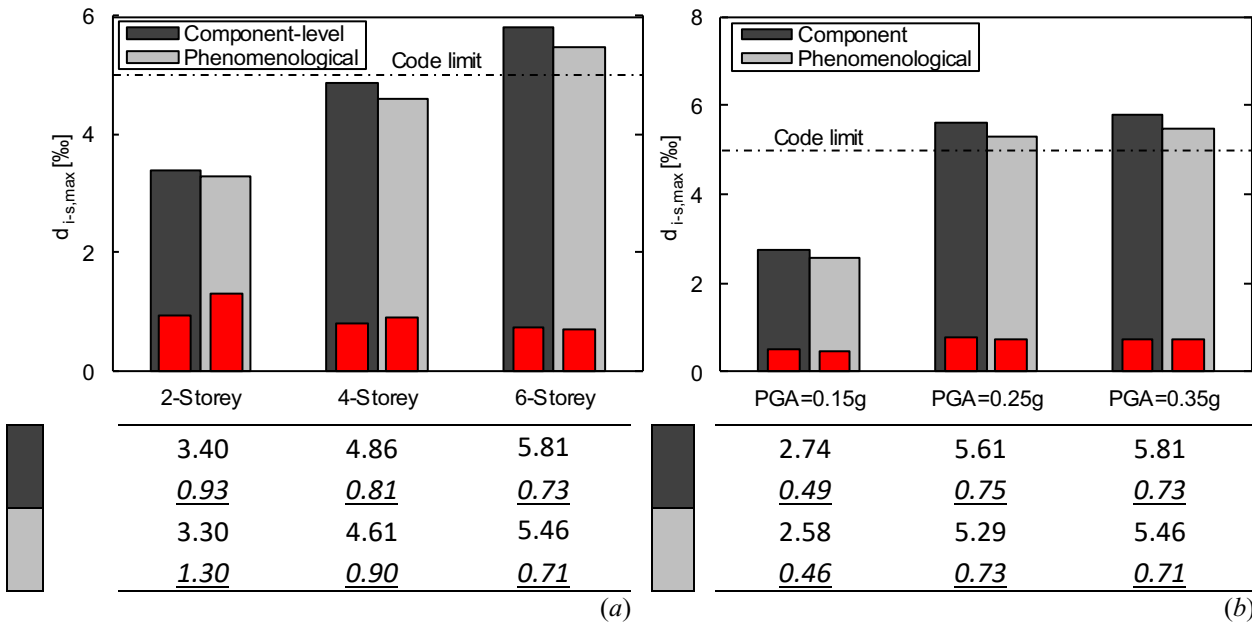 6
4
2
0
d i-s,max [‰]
Component-level
Phenomenological
Code limit
2-Storey 4-Storey 6-Storey
3.40 4.86 5.81
0.93 0.81 0.73
3.30 4.61 5.46
1.30 0.90 0.71
(a)
8
6
4
2
0
d i-s,max [‰]
Component
Phenomenological
Code limit
PGA=0.15g PGA=0.25g PGA=0.35g
2.74 5.61 5.81
0.49 0.75 0.73
2.58 5.29 5.46
0.46 0.73 0.71
(b)